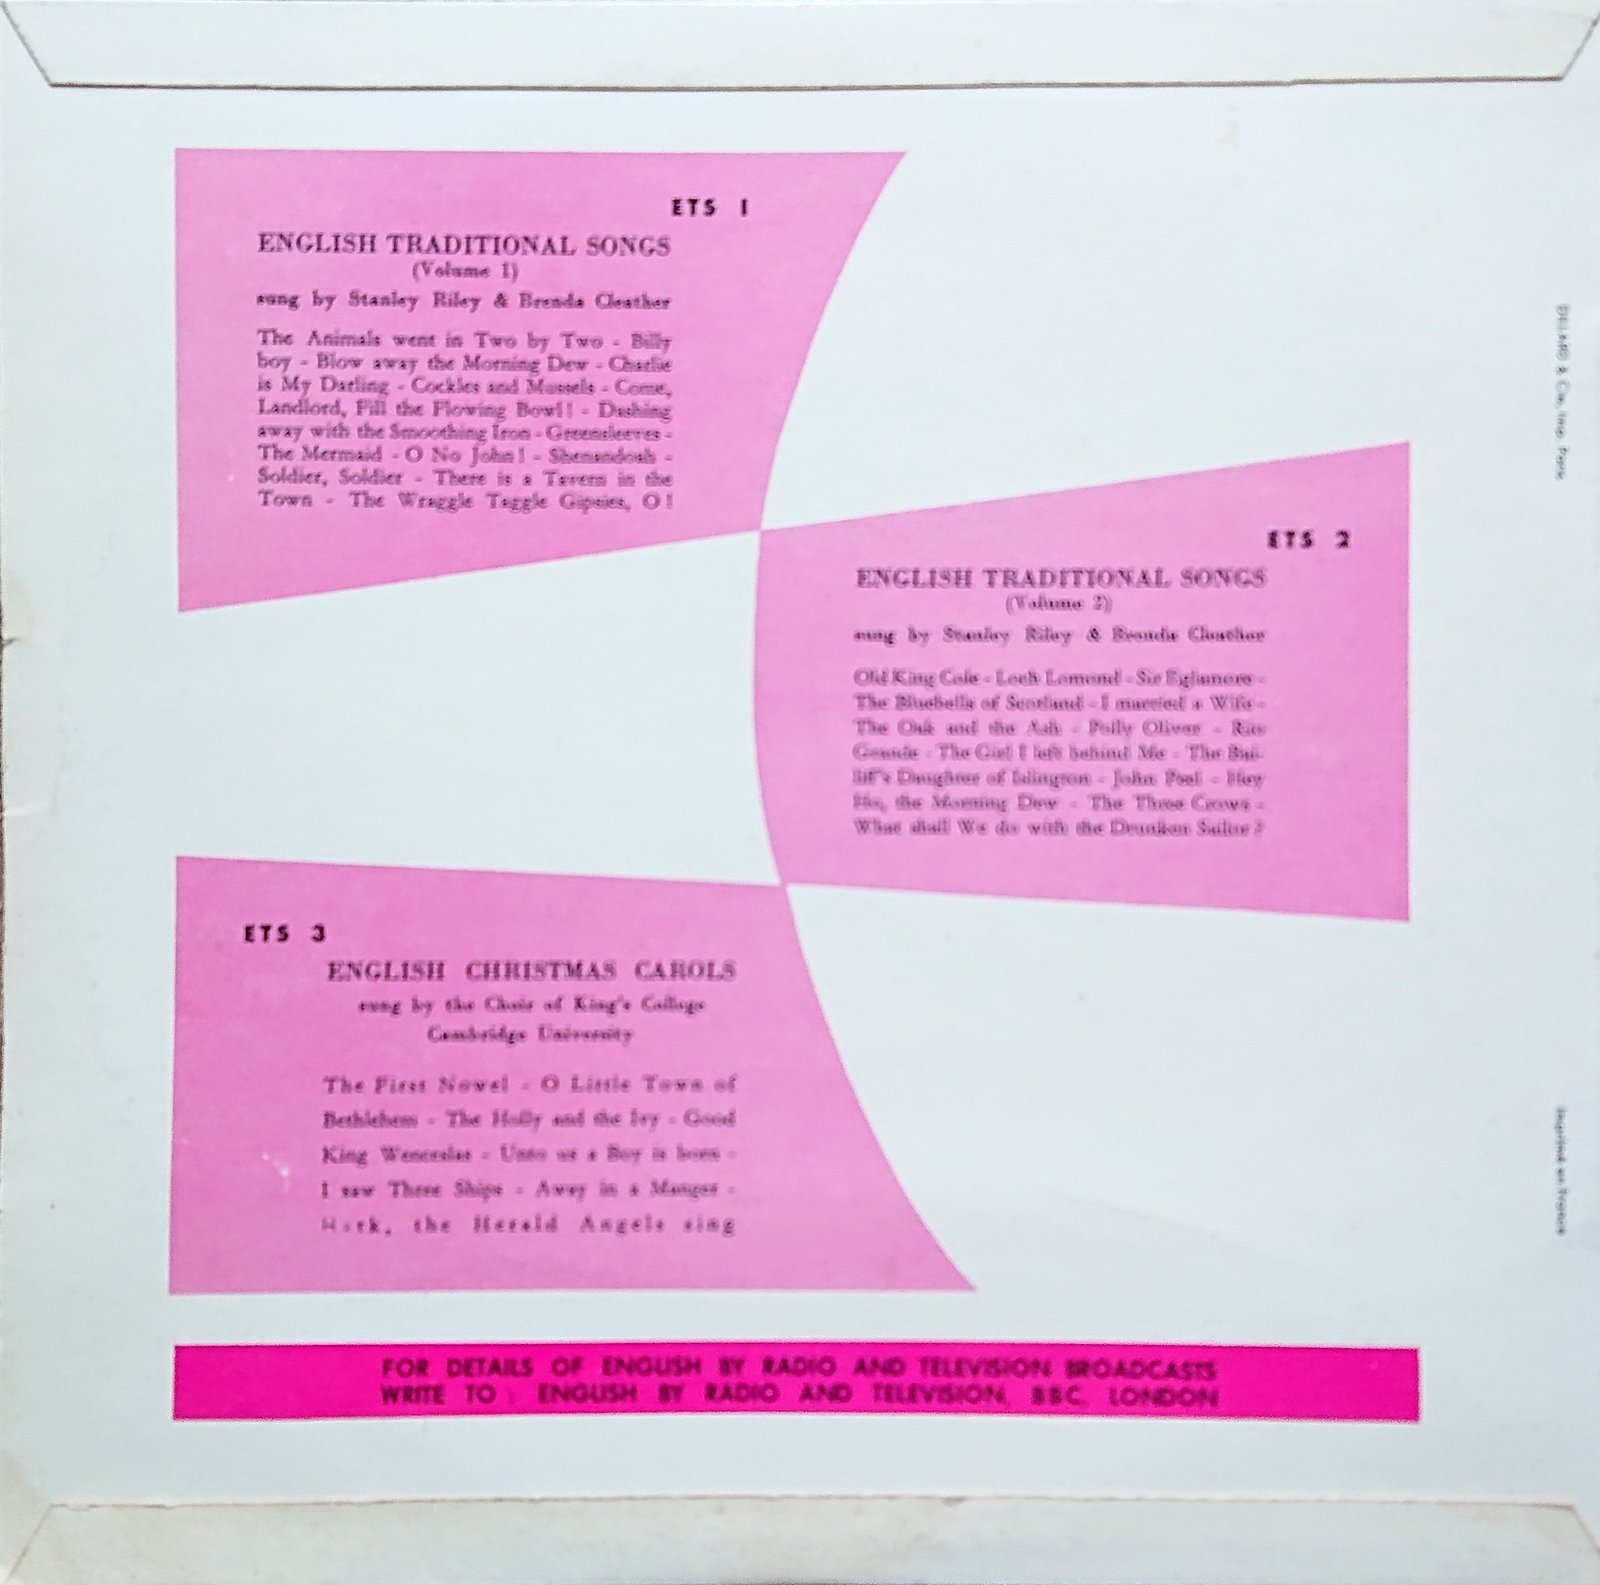 ETS 1
ENGLISH TRADITIONAL SONGS
(Volume 1)
sung by Stanley Riley & Brenda Cleather
The Animals went in Two by Two - Billy
boy - Blow away the Morning Dew - Charlie
is My Darling - Cockles and Mussels - Come,
Landlord, Fill the Flowing Bowl! - Dashing
away with the Smoothing Iron - Greensleeves -
The Mermaid - O No John! - Shenandoah -
Soldier, Soldier - There is a Tavern in the
Town - The Wraggle Taggle Gipsies, O!
ETS 2
ENGLISH TRADITIONAL SONGS
(Volume 2)
sung by Stanley Riley & Brenda Cleather
Old King Cole - Loch Lomond - Sir Eglamore -
The Bluebells of Scotland - I married a Wife -
The Oak and the Ash - Polly Oliver - Rio
Grande - The Girl I left behind Me - The Bai-
liff's Daughter of Islington - John Peel - Hey
Ho, the Morning Dew - The Three Crows -
What shall We do with the Drunken Sailor?
ETS 3
ENGLISH CHRISTMAS CAROLS
sung by the Choir of King's College
Cambridge University
The First Nowel - O Little Town of
Bethlehem - The Holly and the Ivy - Good
King Wenceslas - Unto us a Boy is born -
I saw Three Ships - Away in a Manger -
Hark, the Herald Angels sing
FOR DETAILS OF ENGLISH BY RADIO AND TELEVISION BROADCASTS
WRITE TO : ENGLISH BY RADIO AND TELEVISION, BBC, LONDON
& Cie, Imp. Paris
Imprimé en France